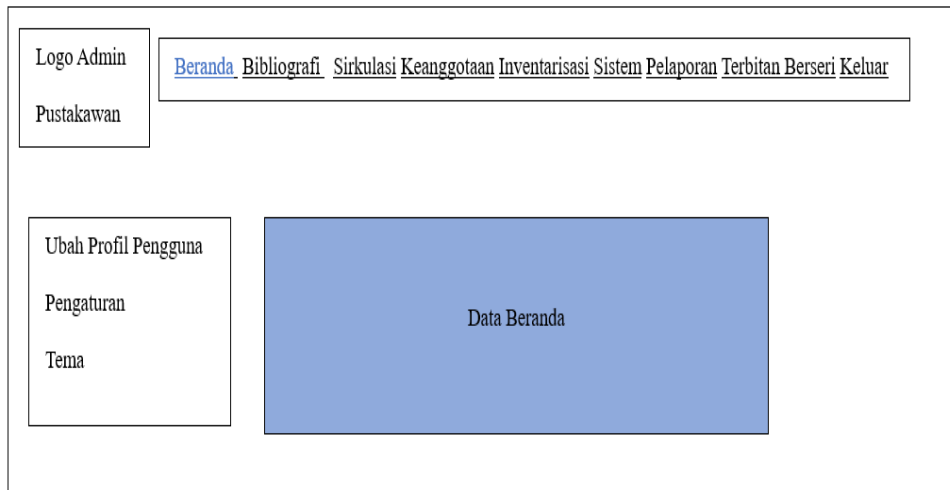 Logo Admin
Pustakawan
Beranda Bibliografi Sirkulasi Keanggotaan Inventarisasi Sistem Pelaporan Terbitan Berseri Keluar
Ubah Profil Pengguna
Pengaturan
Tema
Data Beranda